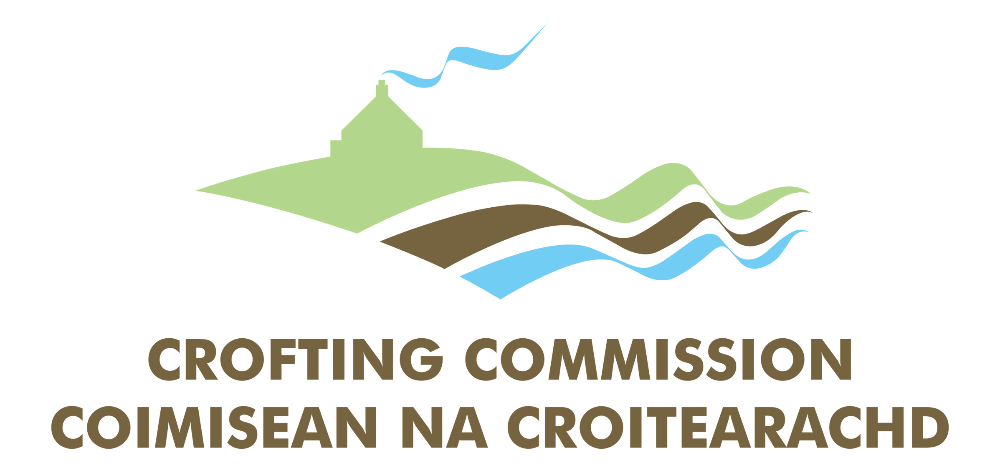 CROFTING COMMISSION
COIMISEAN NA CROITEARACHD